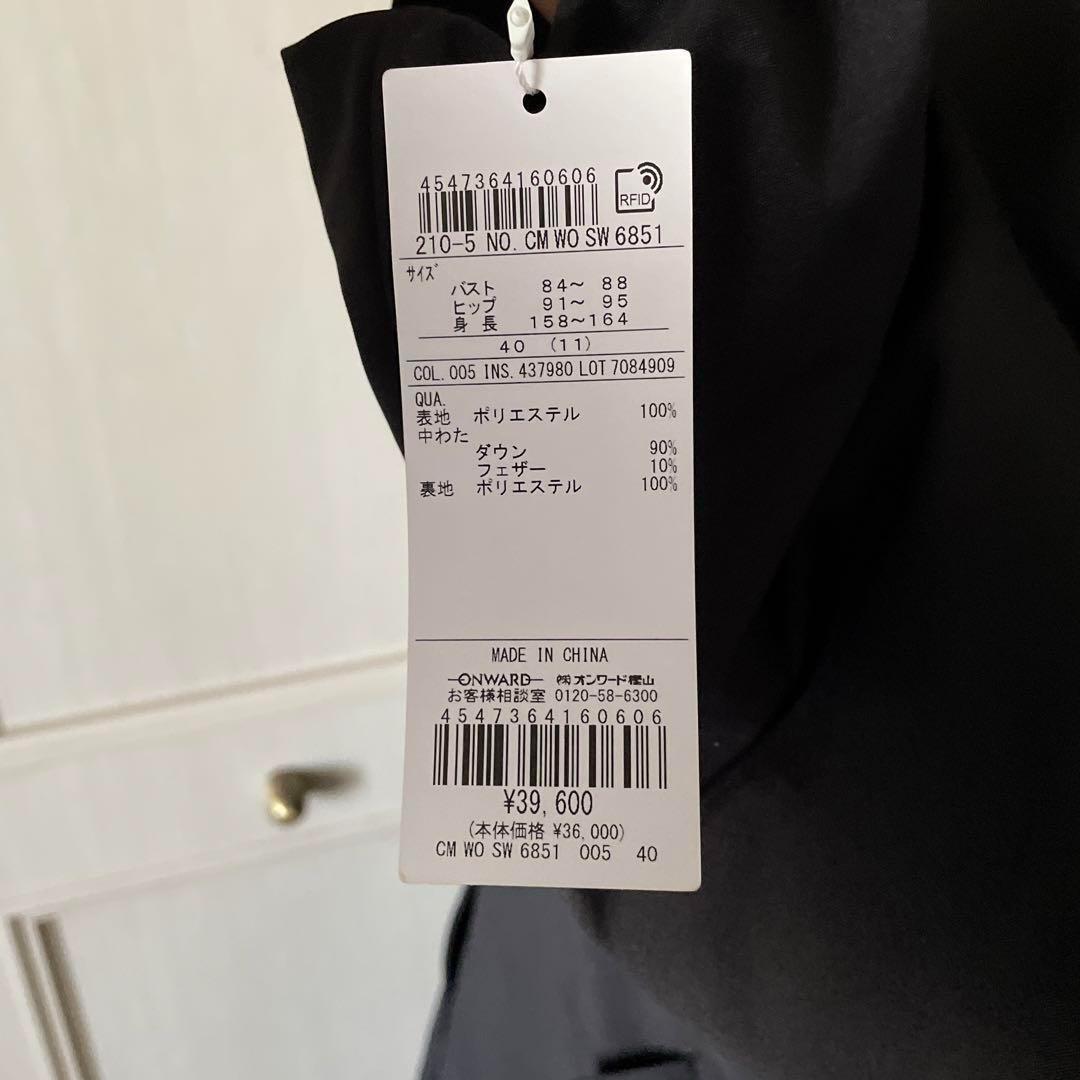 4547364160606
RFID
210-5 NO. CM WO SW 6851
サイズ
バスト 84～ 88
ヒップ 91～ 95
身長 158～164
40 (11)
COL. 005 INS. 437980 LOT 7084909
QUA.
表地 ポリエステル 100%
中わた
ダウン 90%
フェザー 10%
裏地 ポリエステル 100%
MADE IN CHINA
ONWARD ㈱オンワード樫山
お客様相談室 0120-58-6300
4547364160606
¥39,600
(本体価格 ¥36,000)
CM WO SW 6851 005 40